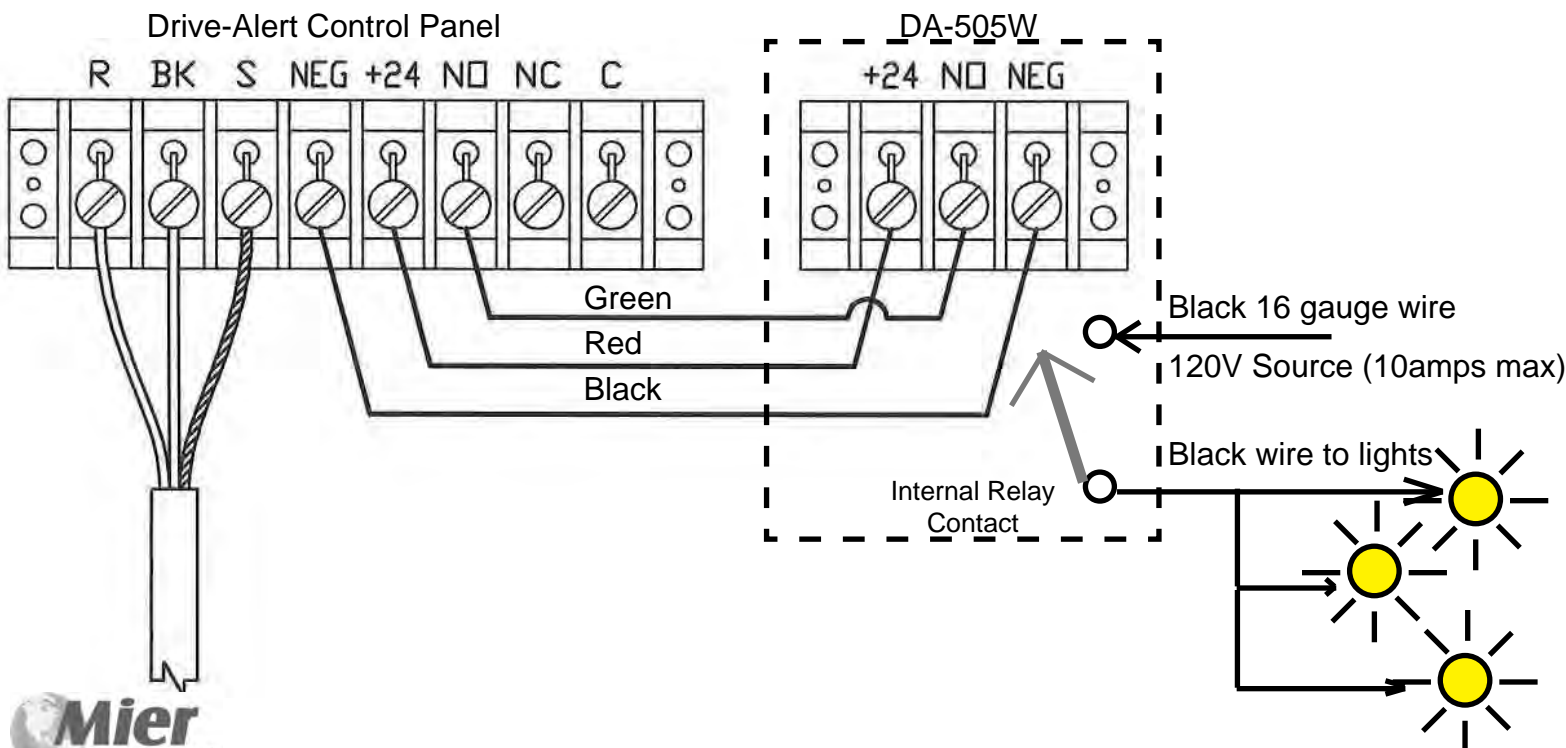 Drive-Alert Control Panel
DA-505W
R BK S NEG +24 NO NC C
+24 NO NEG
Green
Red
Black
Black 16 gauge wire
120V Source (10amps max)
Black wire to lights
Internal Relay
Contact
Mier